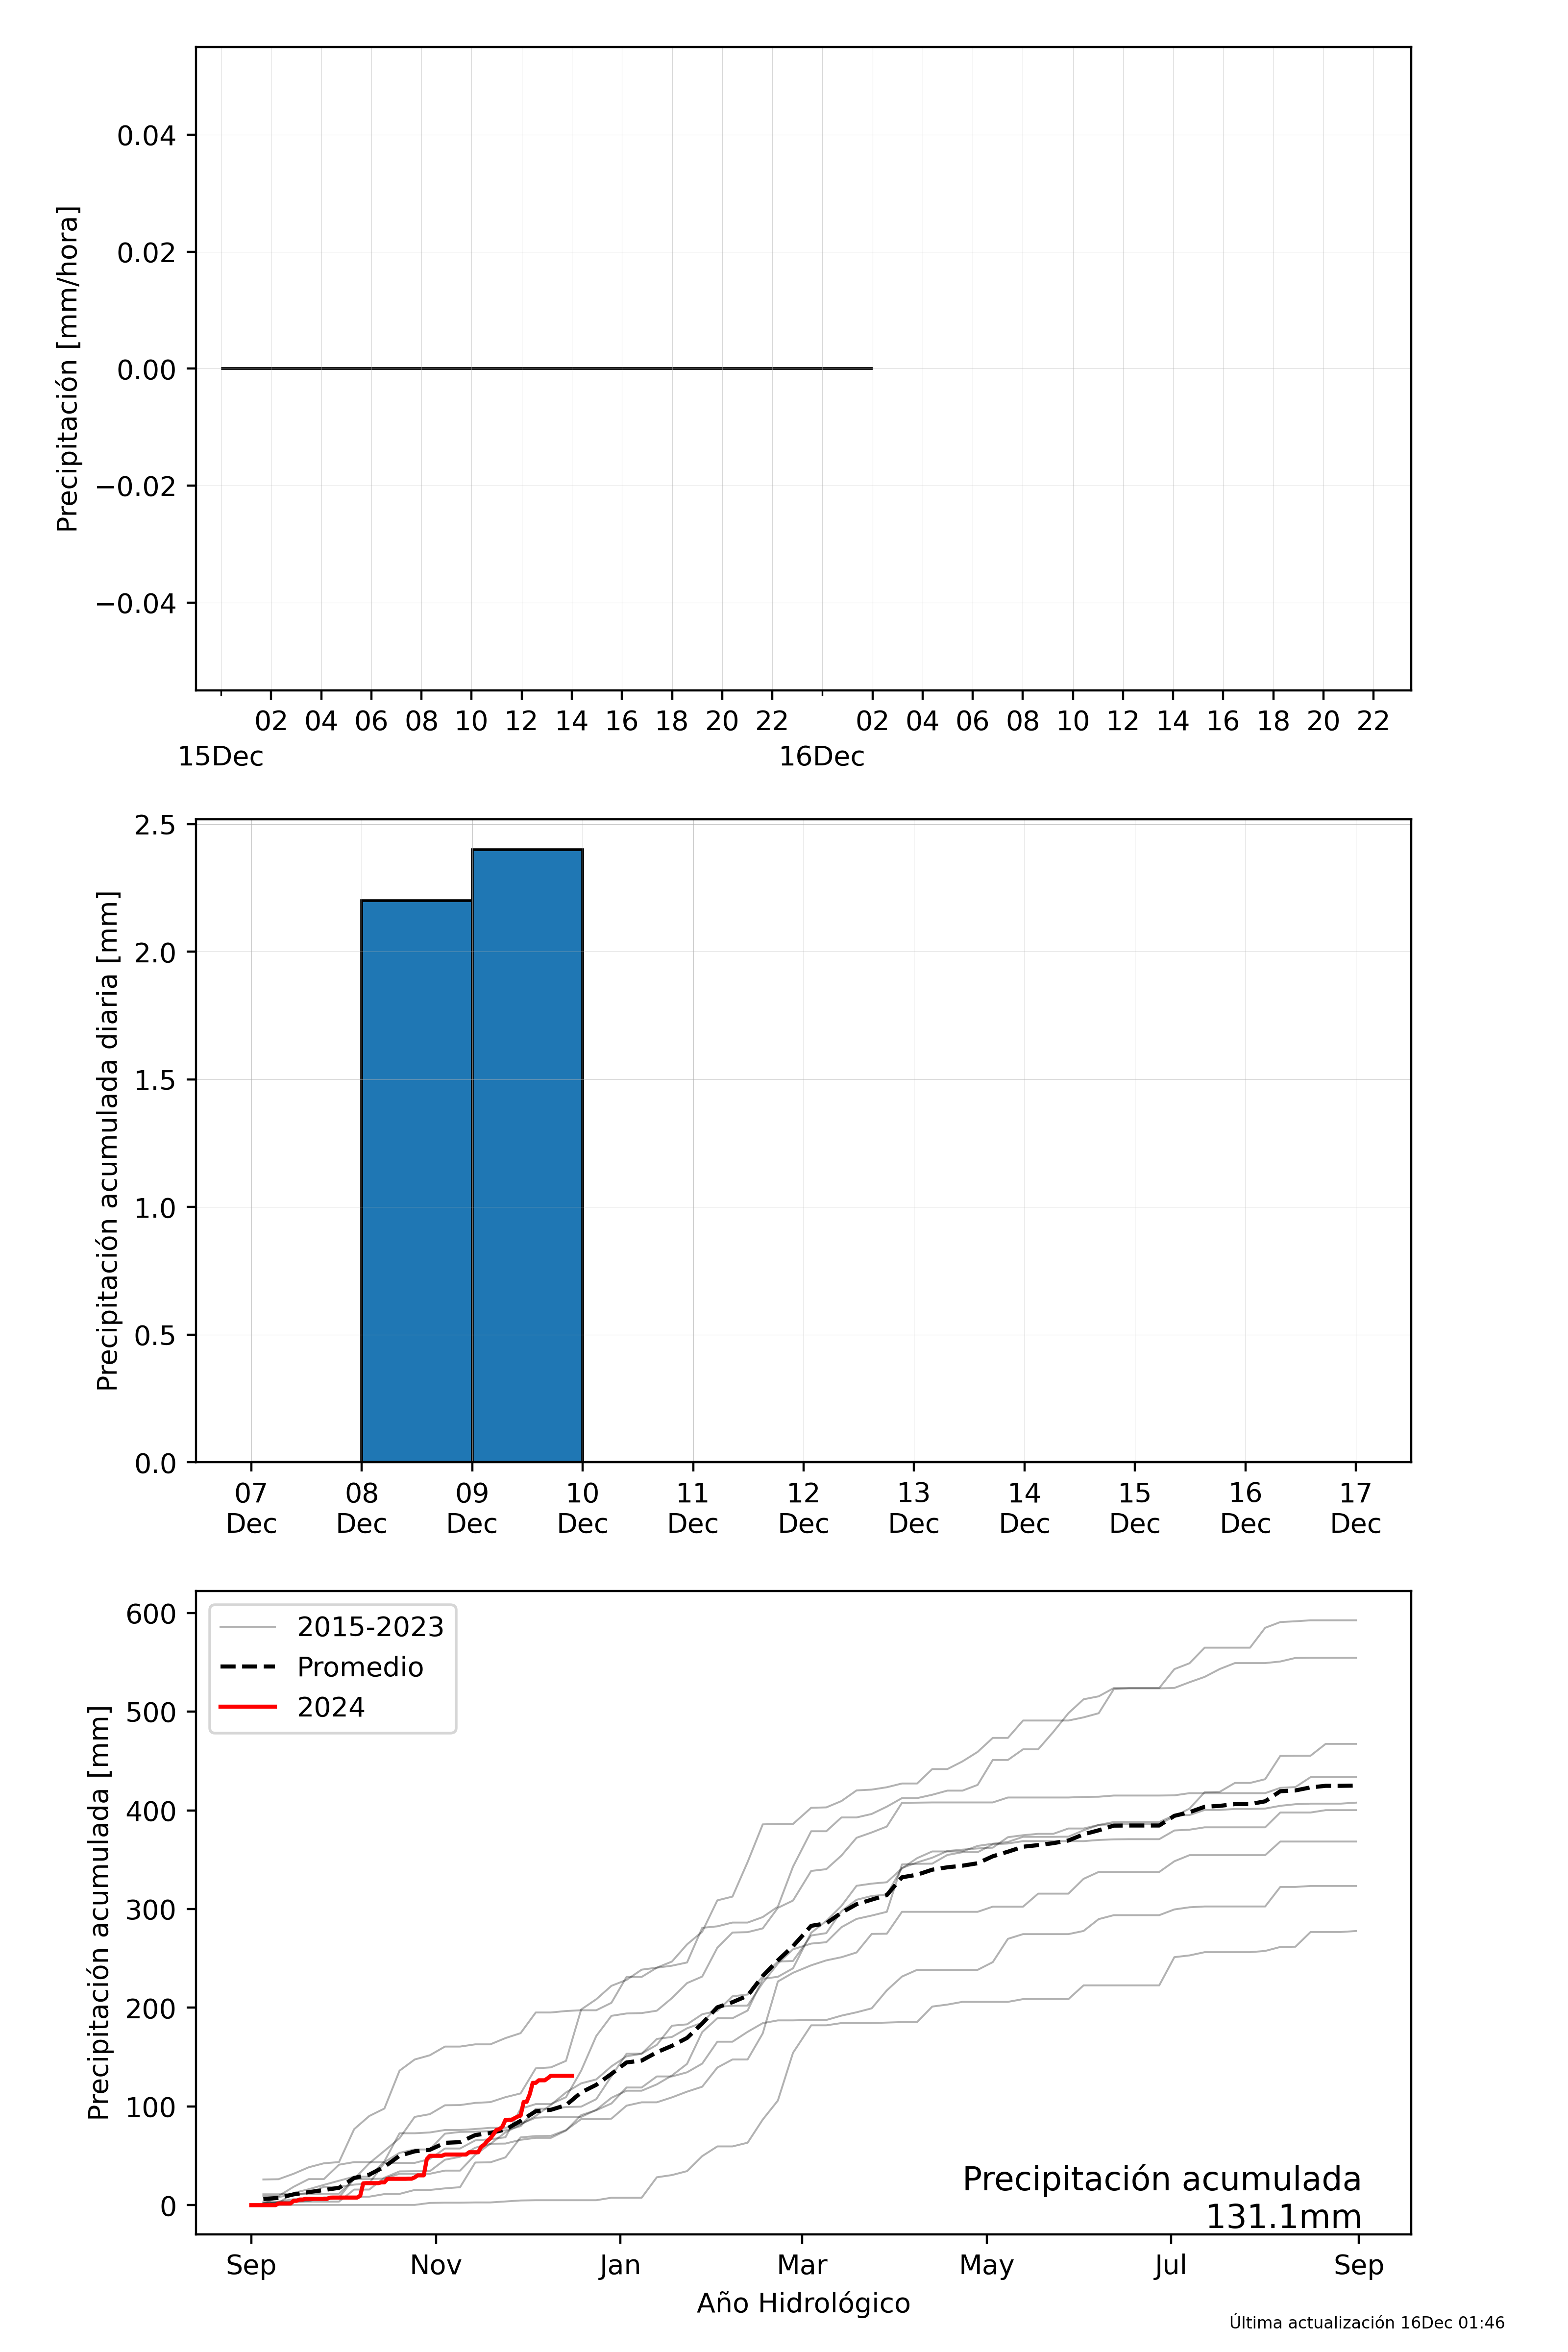 Precipitación [mm/hora]
0.04
0.02
0.00
−0.02
−0.04
02 04 06 08 10 12 14 16 18 20 22 02 04 06 08 10 12 14 16 18 20 22
15Dec 16Dec
Precipitación acumulada diaria [mm]
2.5
2.0
1.5
1.0
0.5
0.0
07 08 09 10 11 12 13 14 15 16 17
Dec Dec Dec Dec Dec Dec Dec Dec Dec Dec Dec
Precipitación acumulada [mm]
600
500
400
300
200
100
0
2015-2023
Promedio
2024
Precipitación acumulada
131.1mm
Sep Nov Jan Mar May Jul Sep
Año Hidrológico
Última actualización 16Dec 01:46